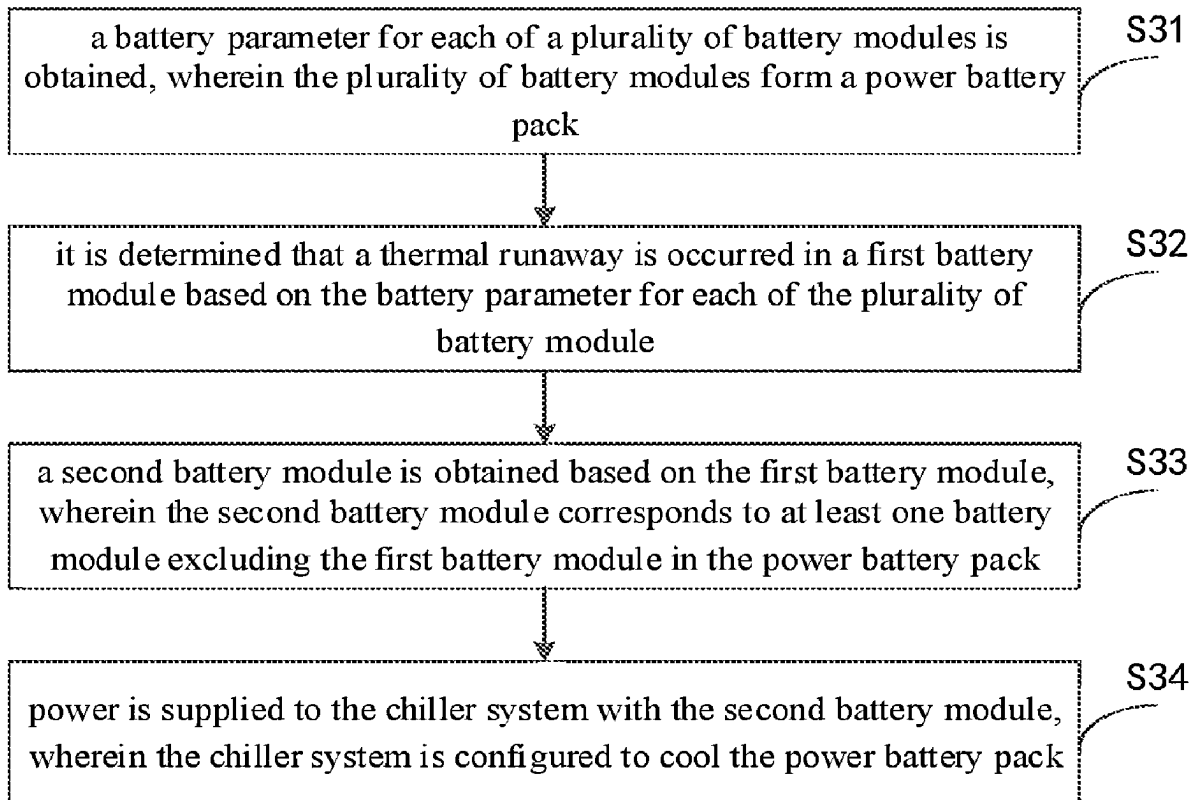 a battery parameter for each of a plurality of battery modules is
obtained, wherein the plurality of battery modules form a power battery
pack
S31
it is determined that a thermal runaway is occurred in a first battery
module based on the battery parameter for each of the plurality of
battery module
S32
a second battery module is obtained based on the first battery module,
wherein the second battery module corresponds to at least one battery
module excluding the first battery module in the power battery pack
S33
power is supplied to the chiller system with the second battery module,
wherein the chiller system is configured to cool the power battery pack
S34